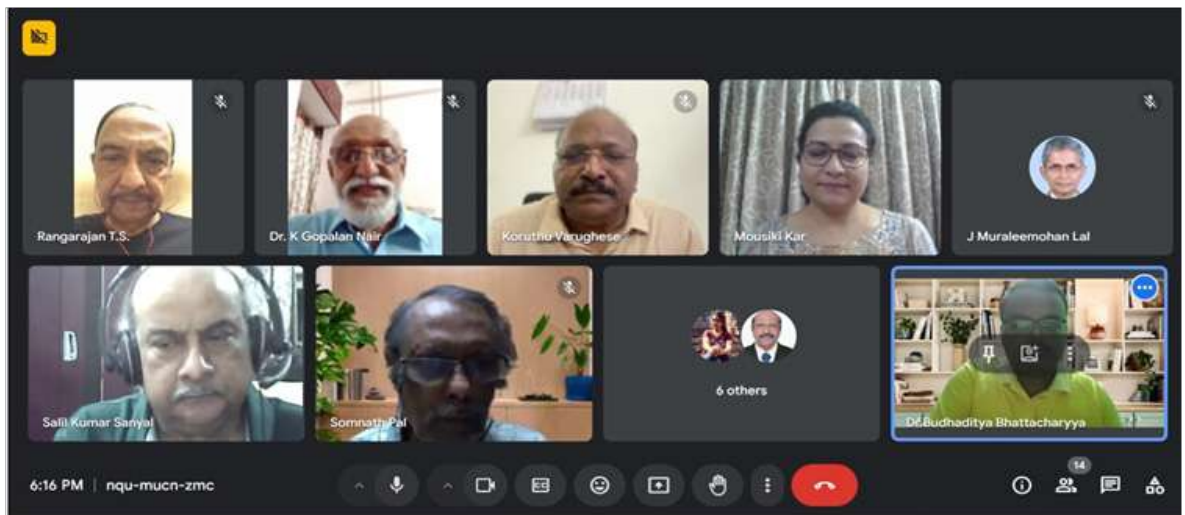 Rangarajan T.S.
Dr. K Gopalan Nair
Koruthu Varughese
Mousiki Kar
J Muraleemohan Lal
Salil Kumar Sanyal
Somnath Pal
6 others
Dr.Budhaditya Bhattacharyya
6:16 PM | nqu-mucn-zmc
CC
14